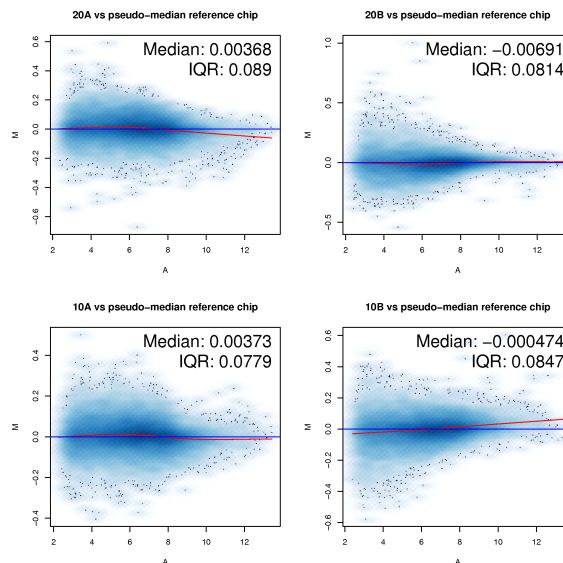 20A vs pseudo−median reference chip
20B vs pseudo−median reference chip
Median: 0.00368
IQR: 0.089
0.6
0.4
0.2
0.0
−0.2
−0.4
−0.6
M
2 4 6 8 10 12
A
Median: −0.00691
IQR: 0.0814
1.0
0.5
0.0
−0.5
M
2 4 6 8 10 12
A
10A vs pseudo−median reference chip
10B vs pseudo−median reference chip
Median: 0.00373
IQR: 0.0779
0.4
0.2
0.0
−0.2
−0.4
M
2 4 6 8 10 12
A
Median: −0.000474
IQR: 0.0847
0.6
0.4
0.2
0.0
−0.2
−0.4
−0.6
M
2 4 6 8 10 12
A